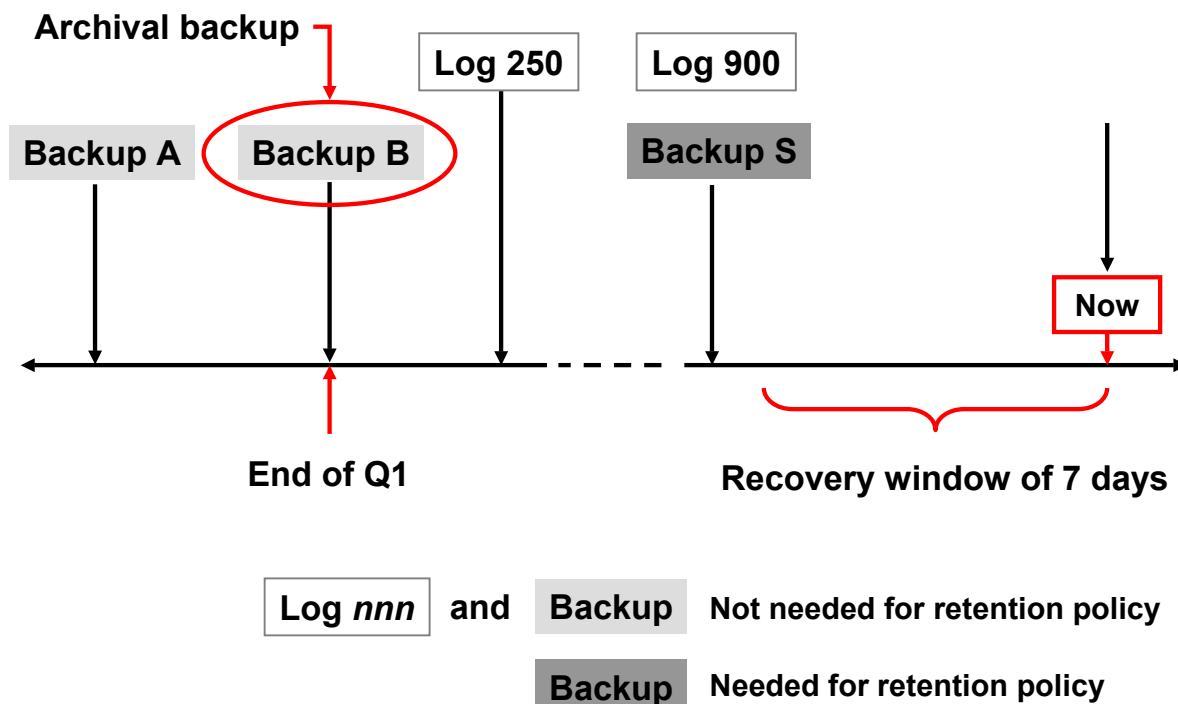 Archival backup
Log 250
Log 900
Backup A
Backup B
Backup S
Now
End of Q1
Recovery window of 7 days
Log nnn and Backup Not needed for retention policy
Backup Needed for retention policy